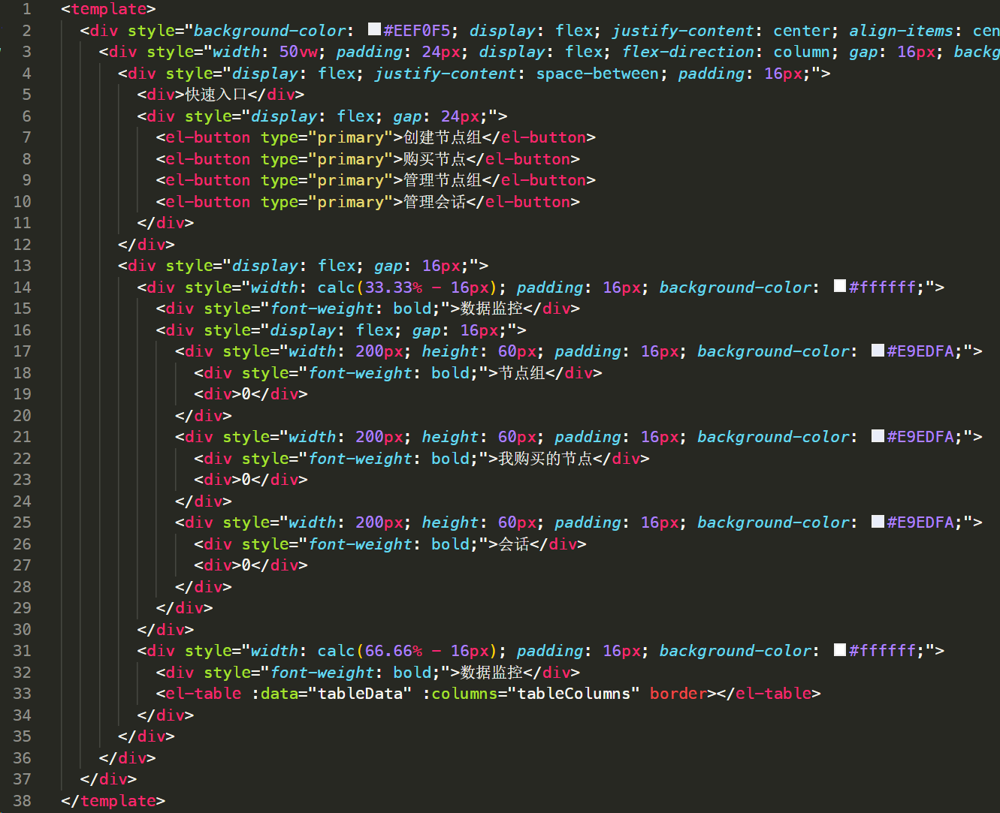 1 <template>
2 <div style="background-color: #EEF0F5; display: flex; justify-content: center; align-items: cen
3 <div style="width: 50vw; padding: 24px; display: flex; flex-direction: column; gap: 16px; backg
4 <div style="display: flex; justify-content: space-between; padding: 16px;">
5 <div>快速入口</div>
6 <div style="display: flex; gap: 24px;">
7 <el-button type="primary">创建节点组</el-button>
8 <el-button type="primary">购买节点</el-button>
9 <el-button type="primary">管理节点组</el-button>
10 <el-button type="primary">管理会话</el-button>
11 </div>
12 </div>
13 <div style="display: flex; gap: 16px;">
14 <div style="width: calc(33.33% - 16px); padding: 16px; background-color: #ffffff;">
15 <div style="font-weight: bold;">数据监控</div>
16 <div style="display: flex; gap: 16px;">
17 <div style="width: 200px; height: 60px; padding: 16px; background-color: #E9EDFA;">
18 <div style="font-weight: bold;">节点组</div>
19 <div>0</div>
20 </div>
21 <div style="width: 200px; height: 60px; padding: 16px; background-color: #E9EDFA;">
22 <div style="font-weight: bold;">我购买的节点</div>
23 <div>0</div>
24 </div>
25 <div style="width: 200px; height: 60px; padding: 16px; background-color: #E9EDFA;">
26 <div style="font-weight: bold;">会话</div>
27 <div>0</div>
28 </div>
29 </div>
30 </div>
31 <div style="width: calc(66.66% - 16px); padding: 16px; background-color: #ffffff;">
32 <div style="font-weight: bold;">数据监控</div>
33 <el-table :data="tableData" :columns="tableColumns" border></el-table>
34 </div>
35 </div>
36 </div>
37 </div>
38 </template>